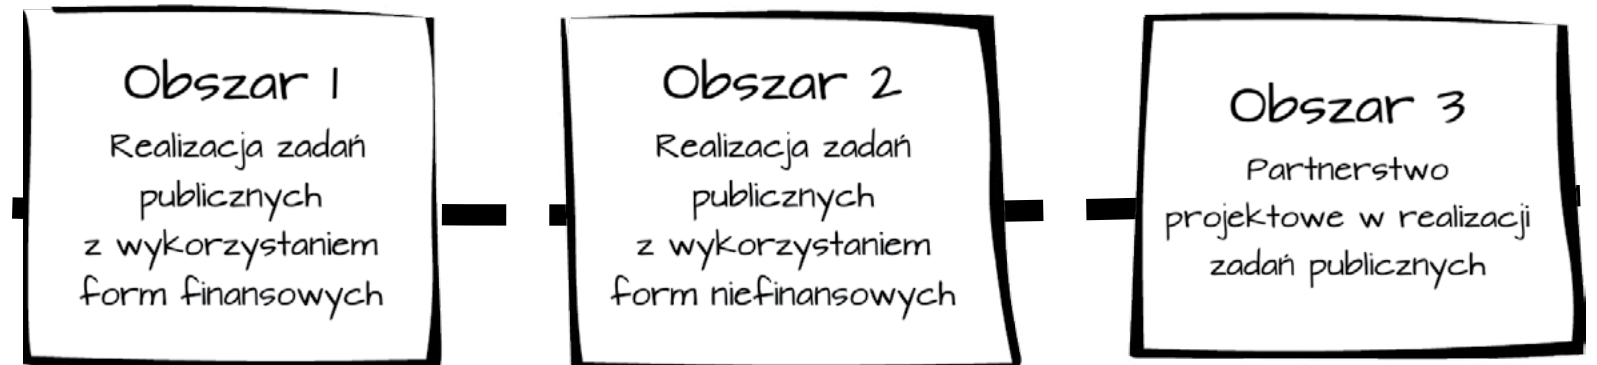 Obszar 1
Realizacja zadań
publicznych
z wykorzystaniem
form finansowych
Obszar 2
Realizacja zadań
publicznych
z wykorzystaniem
form niefinansowych
Obszar 3
Partnerstwo
projektowe w realizacji
zadań publicznych